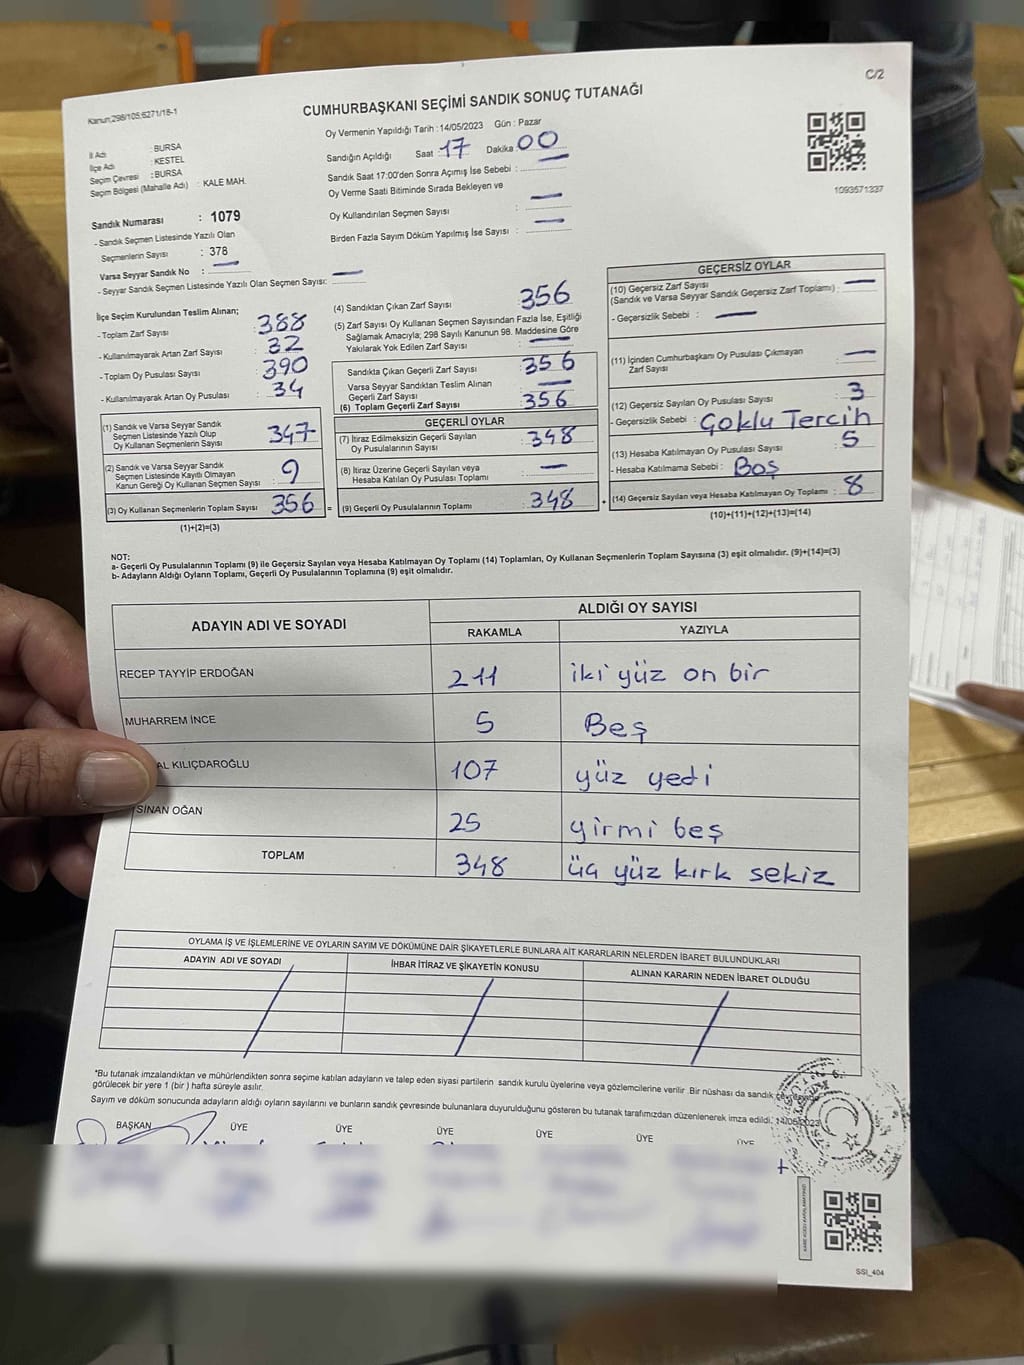 C/2
Kanun;298/105;6271/18-1
CUMHURBAŞKANI SEÇİMİ SANDIK SONUÇ TUTANAĞI
Oy Vermenin Yapıldığı Tarih : 14/05/2023 Gün : Pazar
İl Adı : BURSA
İlçe Adı : KESTEL
Seçim Çevresi : BURSA
Seçim Bölgesi (Mahalle Adı) : KALE MAH.
Sandığın Açıldığı Saat : 17 Dakika : 00
Sandık Saat 17:00'den Sonra Açımış İse Sebebi : —
Oy Verme Saati Bitiminde Sırada Bekleyen ve
Oy Kullandırılan Seçmen Sayısı : —
Birden Fazla Sayım Döküm Yapılmış İse Sayısı : —
1093571337
Sandık Numarası : 1079
- Sandık Seçmen Listesinde Yazılı Olan
Seçmenlerin Sayısı : 378
Varsa Seyyar Sandık No : —
- Seyyar Sandık Seçmen Listesinde Yazılı Olan Seçmen Sayısı: —
İlçe Seçim Kurulundan Teslim Alınan;
- Toplam Zarf Sayısı : 388
- Kullanılmayarak Artan Zarf Sayısı : 32
- Toplam Oy Pusulası Sayısı : 390
- Kullanılmayarak Artan Oy Pusulası : 34
(1) Sandık ve Varsa Seyyar Sandık
Seçmen Listesinde Yazılı Olup
Oy Kullanan Seçmenlerin Sayısı : 347
(2) Sandık ve Varsa Seyyar Sandık
Seçmen Listesinde Kayıtlı Olmayan
Kanun Gereği Oy Kullanan Seçmen Sayısı : 9
(3) Oy Kullanan Seçmenlerin Toplam Sayısı : 356
(1)+(2)=(3)
(4) Sandıktan Çıkan Zarf Sayısı : 356
(5) Zarf Sayısı Oy Kullanan Seçmen Sayısından Fazla İse, Eşitliği
Sağlamak Amacıyla; 298 Sayılı Kanunun 98. Maddesine Göre
Yakılarak Yok Edilen Zarf Sayısı : —
Sandıkta Çıkan Geçerli Zarf Sayısı : 356
Varsa Seyyar Sandıktan Teslim Alınan
Geçerli Zarf Sayısı : —
(6) Toplam Geçerli Zarf Sayısı : 356
GEÇERLİ OYLAR
(7) İtiraz Edilmeksizin Geçerli Sayılan
Oy Pusulalarının Sayısı : 348
(8) İtiraz Üzerine Geçerli Sayılan veya
Hesaba Katılan Oy Pusulası Toplamı : —
= (9) Geçerli Oy Pusulalarının Toplamı : 348
GEÇERSİZ OYLAR
(10) Geçersiz Zarf Sayısı
(Sandık ve Varsa Seyyar Sandık Geçersiz Zarf Toplamı) : —
- Geçersizlik Sebebi : —
(11) İçinden Cumhurbaşkanı Oy Pusulası Çıkmayan
Zarf Sayısı : —
(12) Geçersiz Sayılan Oy Pusulası Sayısı : 3
- Geçersizlik Sebebi : Çoklu Tercih
(13) Hesaba Katılmayan Oy Pusulası Sayısı : 5
- Hesaba Katılmama Sebebi : Boş
+ (14) Geçersiz Sayılan veya Hesaba Katılmayan Oy Toplamı : 8
(10)+(11)+(12)+(13)=(14)
NOT:
a- Geçerli Oy Pusulalarının Toplamı (9) ile Geçersiz Sayılan veya Hesaba Katılmayan Oy Toplamı (14) Toplamları, Oy Kullanan Seçmenlerin Toplam Sayısına (3) eşit olmalıdır. (9)+(14)=(3)
b- Adayların Aldığı Oyların Toplamı, Geçerli Oy Pusulalarının Toplamına (9) eşit olmalıdır.
ADAYIN ADI VE SOYADI ALDIĞI OY SAYISI
RAKAMLA YAZIYLA
RECEP TAYYİP ERDOĞAN 211 iki yüz on bir
MUHARREM İNCE 5 Beş
AL KILIÇDAROĞLU 107 yüz yedi
SİNAN OĞAN 25 yirmi beş
TOPLAM 348 üç yüz kırk sekiz
OYLAMA İŞ VE İŞLEMLERİNE VE OYLARIN SAYIM VE DÖKÜMÜNE DAİR ŞİKAYETLERLE BUNLARA AİT KARARLARIN NELERDEN İBARET BULUNDUKLARI
ADAYIN ADI VE SOYADI İHBAR İTİRAZ VE ŞİKAYETİN KONUSU ALINAN KARARIN NEDEN İBARET OLDUĞU
*Bu tutanak imzalandıktan ve mühürlendikten sonra seçime katılan adayların ve talep eden siyasi partilerin sandık kurulu üyelerine veya gözlemcilerine verilir. Bir nüshası da sandık
görülecek bir yere 1 (bir ) hafta süreyle asılır.
Sayım ve döküm sonucunda adayların aldığı oyların sayılarını ve bunların sandık çevresinde bulunanlara duyurulduğunu gösteren bu tutanak tarafımızdan düzenlenerek imza edildi. 14/05/2023
BAŞKAN ÜYE ÜYE ÜYE ÜYE ÜYE ÜYE
SSI_404